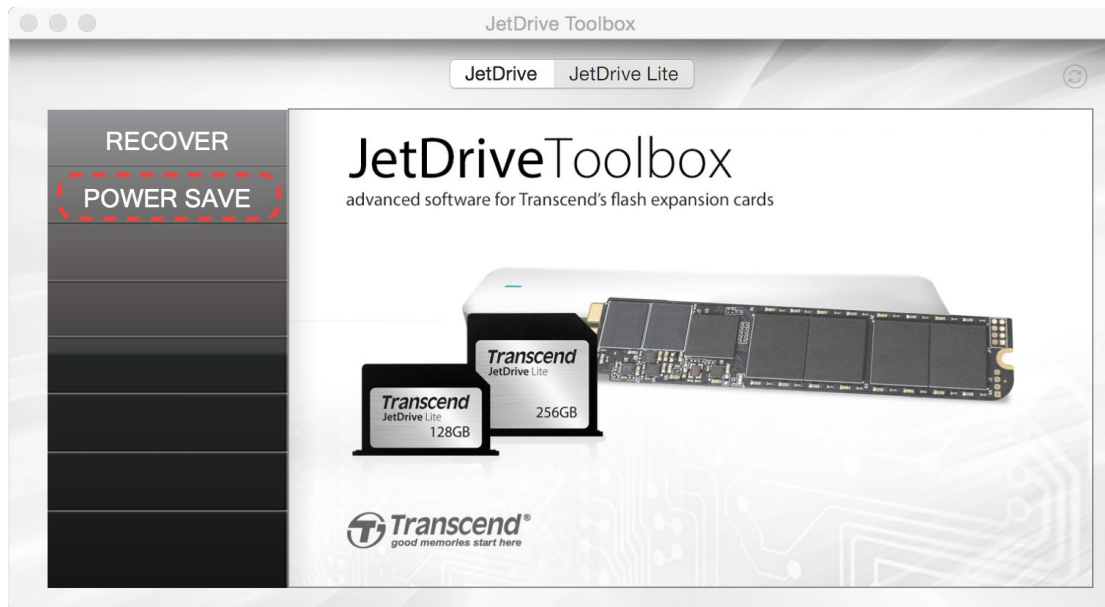 JetDrive Toolbox
JetDrive JetDrive Lite
RECOVER
POWER SAVE
JetDriveToolbox
advanced software for Transcend's flash expansion cards
Transcend
JetDrive Lite
256GB
Transcend
JetDrive Lite
128GB
Transcend®
good memories start here